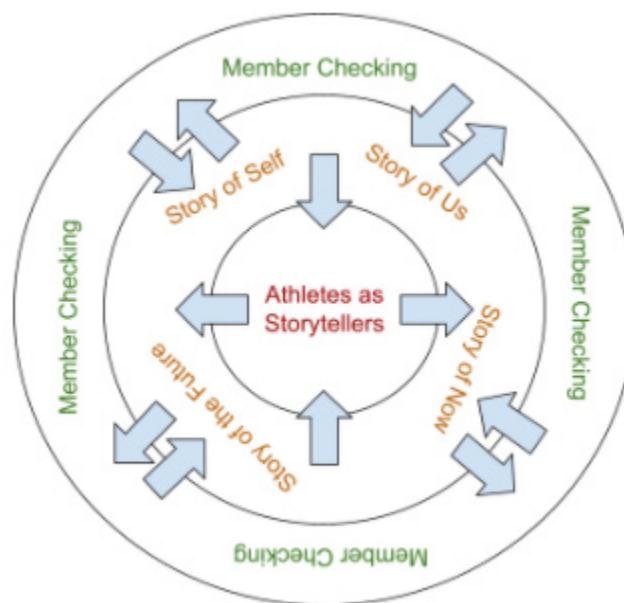 Member Checking
Story of Self
Story of Us
Member Checking
Athletes as
Storytellers
Member Checking
Story of the Future
Story of Now
Member Checking